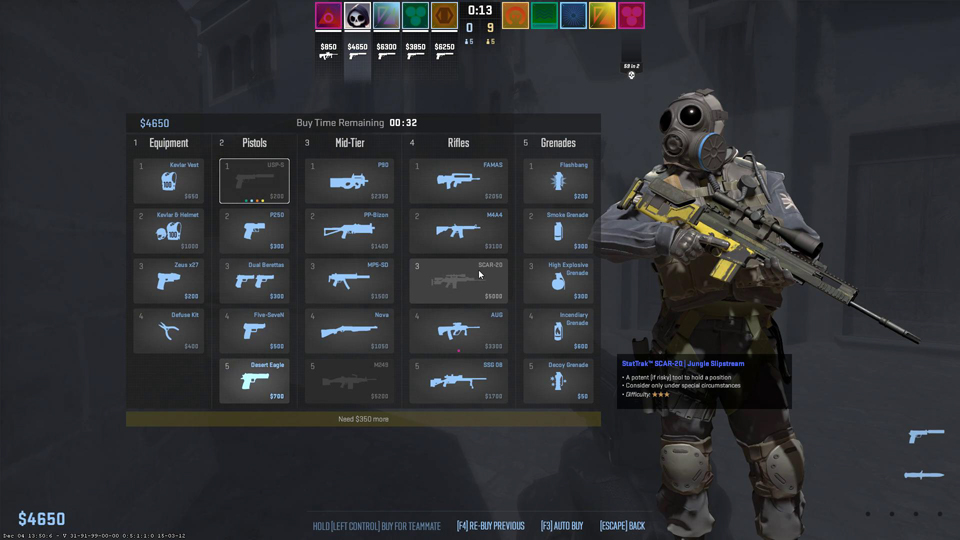 0:13
0 9
5 5
$850 $4650 $6300 $3850 $6250
59 in 2
$4650
Buy Time Remaining 00:32
1 Equipment
2 Pistols
3 Mid-Tier
4 Rifles
5 Grenades
1 Kevlar Vest
100
$650
1 USP-S
$200
1 P90
$2350
1 FAMAS
$2050
1 Flashbang
$200
2 Kevlar & Helmet
100
$1000
2 P250
$300
2 PP-Bizon
$1400
2 M4A4
$3100
2 Smoke Grenade
$300
3 Zeus x27
$200
3 Dual Berettas
$300
3 MP5-SD
$1500
3 SCAR-20
$5000
3 High Explosive
Grenade
$300
4 Defuse Kit
$400
4 Five-SeveN
$500
4 Nova
$1050
4 AUG
$3300
4 Incendiary
Grenade
$600
5 Desert Eagle
$700
5 M249
$5200
5 SSG 08
$1700
5 Decoy Grenade
$50
Need $350 more
StatTrak™ SCAR-20 | Jungle Slipstream
• A potent (if risky) tool to hold a position
• Consider only under special circumstances
• Difficulty: ★★★
$4650
HOLD [LEFT CONTROL] BUY FOR TEAMMATE
[F4] RE-BUY PREVIOUS
[F3] AUTO BUY
[ESCAPE] BACK